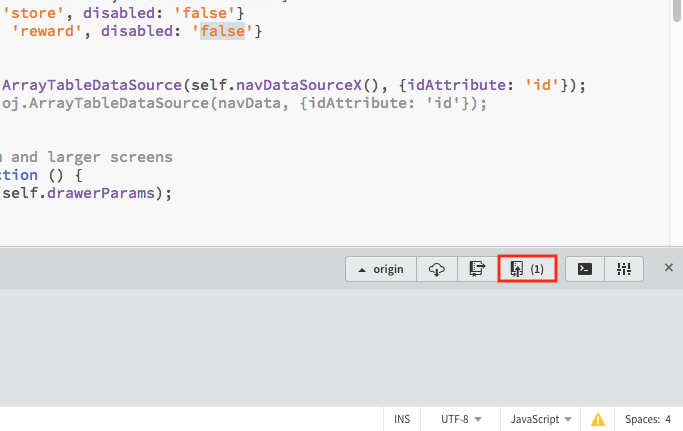 'store', disabled: 'false'}
'reward', disabled: 'false'}
ArrayTableDataSource(self.navDataSourceX(), {idAttribute: 'id'});
oj.ArrayTableDataSource(navData, {idAttribute: 'id'});
and larger screens
ction () {
(self.drawerParams);
origin
(1)
INS UTF-8 JavaScript Spaces: 4